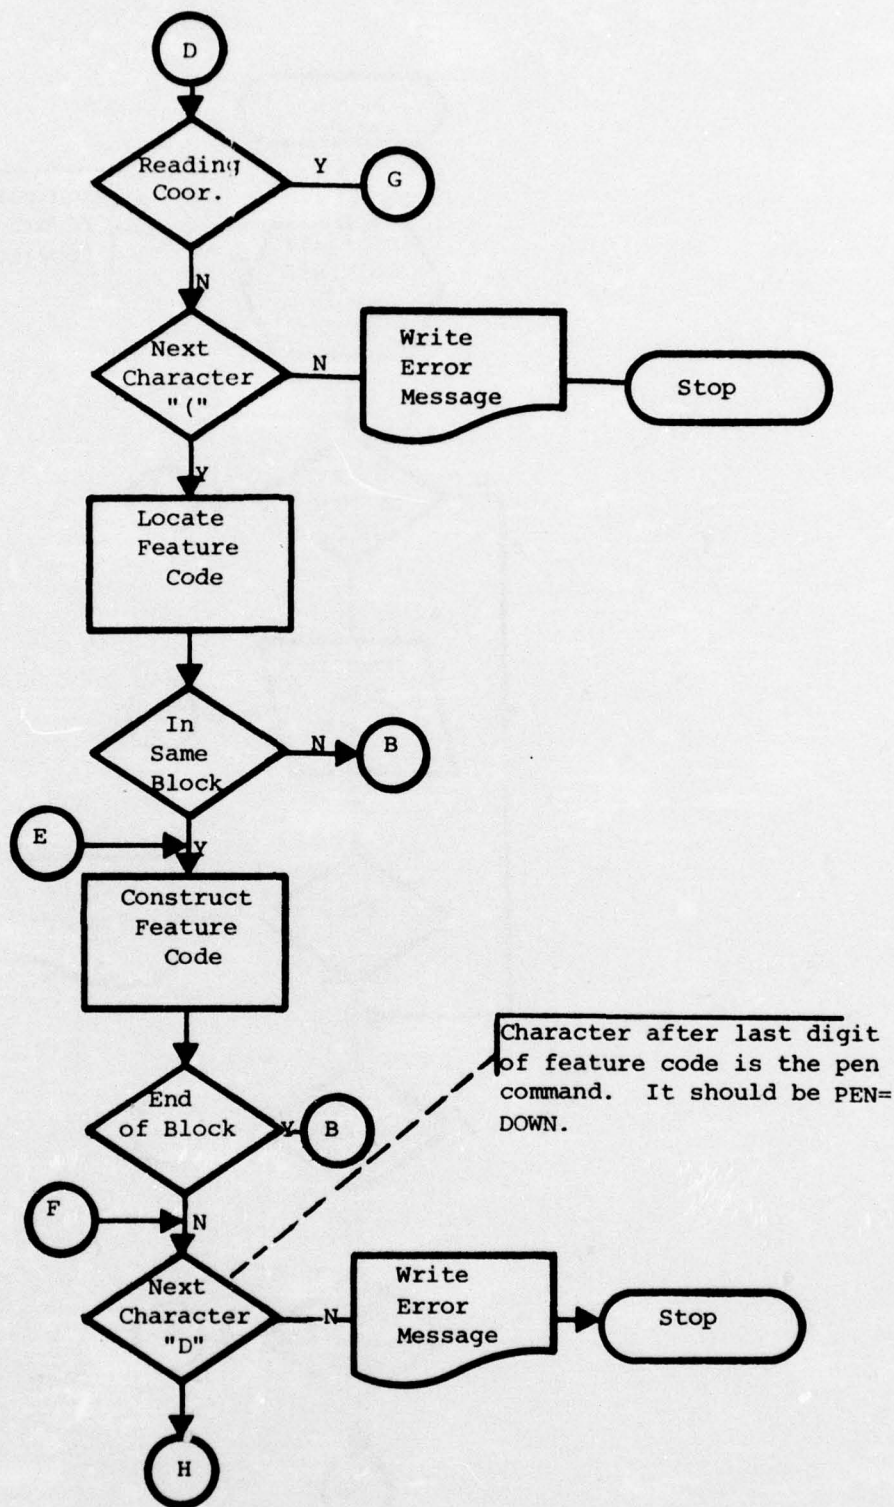 D
Reading
Coor.
Y
G
N
Next
Character
"("
N
Write
Error
Message
Stop
Y
Locate
Feature
Code
In
Same
Block
N
B
E
Y
Construct
Feature
Code
Character after last digit
of feature code is the pen
command. It should be PEN=
DOWN.
End
of Block
Y
B
F
N
Next
Character
"D"
N
Write
Error
Message
Stop
H